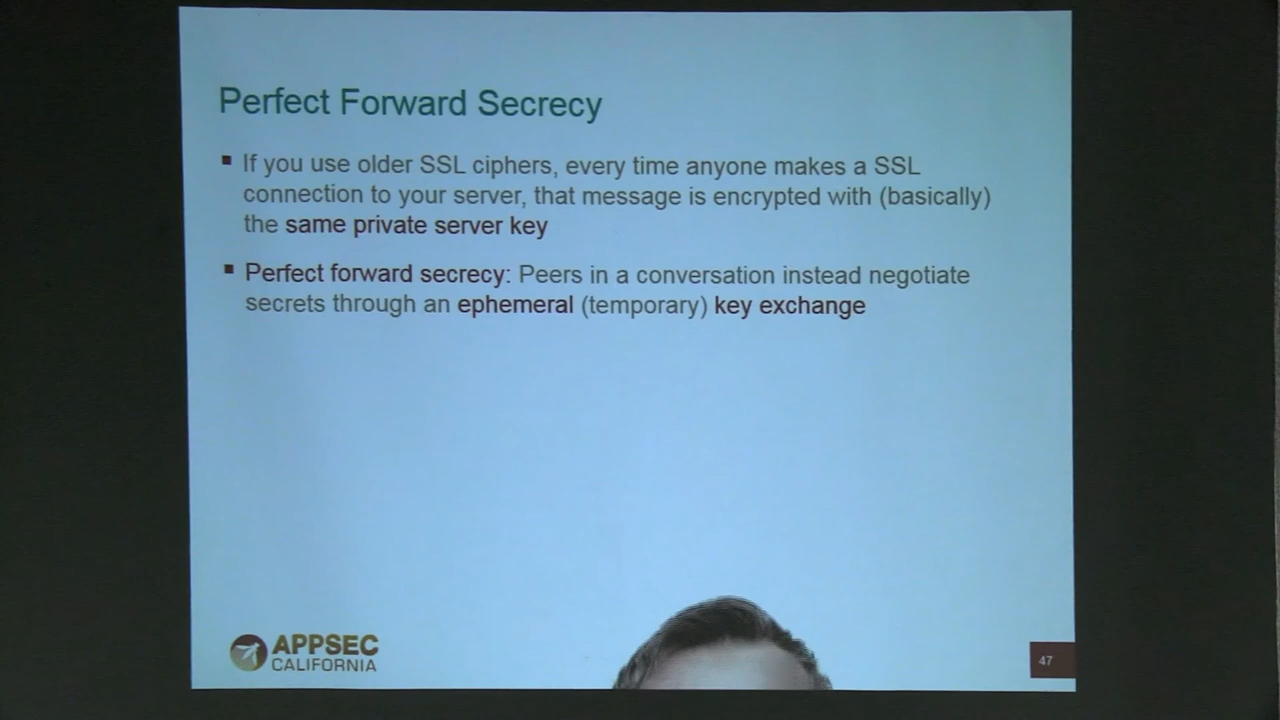 Perfect Forward Secrecy
▪ If you use older SSL ciphers, every time anyone makes a SSL
connection to your server, that message is encrypted with (basically)
the same private server key
▪ Perfect forward secrecy: Peers in a conversation instead negotiate
secrets through an ephemeral (temporary) key exchange
APPSEC
CALIFORNIA
47